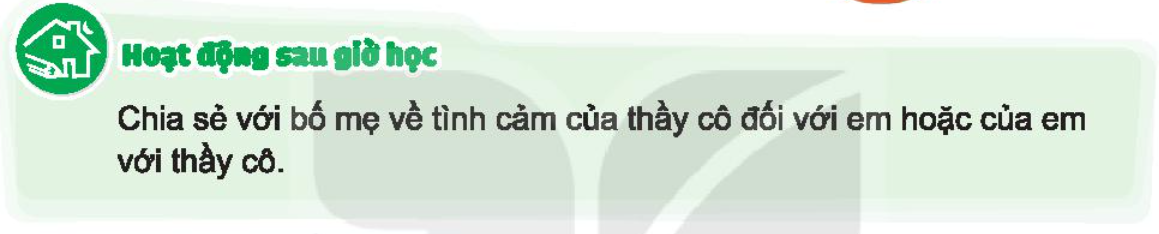 Hoạt động sau giờ học
Chia sẻ với bố mẹ về tình cảm của thầy cô đối với em hoặc của em
với thầy cô.